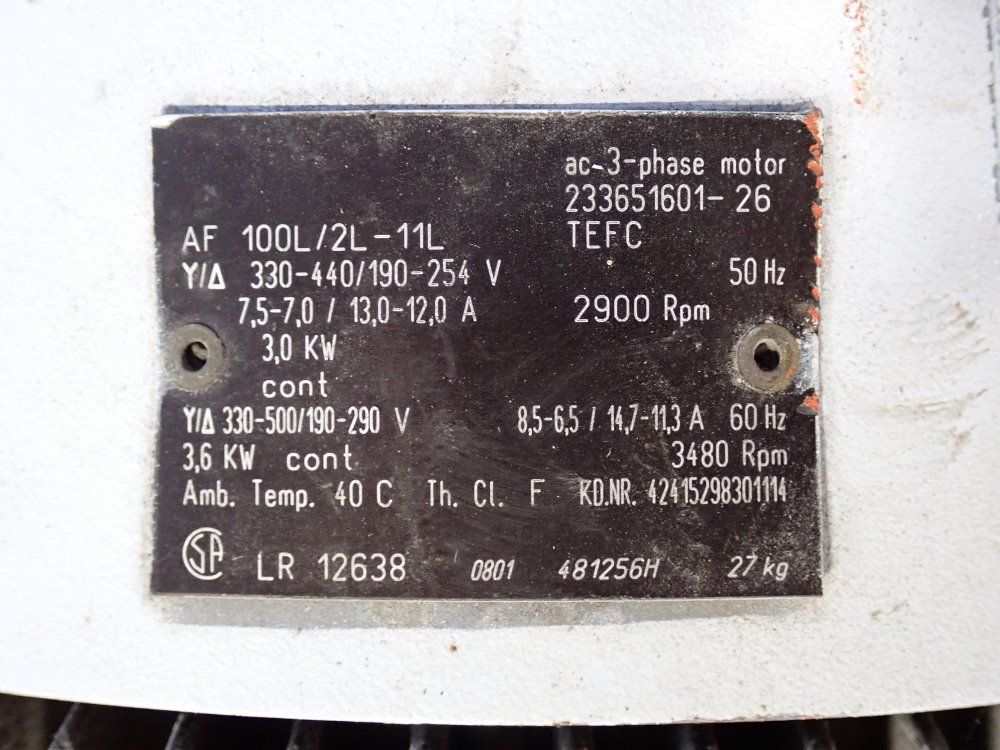 ac-3-phase motor
233651601-26
AF 100L/2L-11L TEFC
Y/Δ 330-440/190-254 V 50 Hz
7,5-7,0 / 13,0-12,0 A 2900 Rpm
3,0 KW
cont
Y/Δ 330-500/190-290 V 8,5-6,5 / 14,7-11,3 A 60 Hz
3,6 KW cont 3480 Rpm
Amb. Temp. 40 C Th. Cl. F KD.NR. 42415298301114
CSA LR 12638 0801 481256H 27 kg